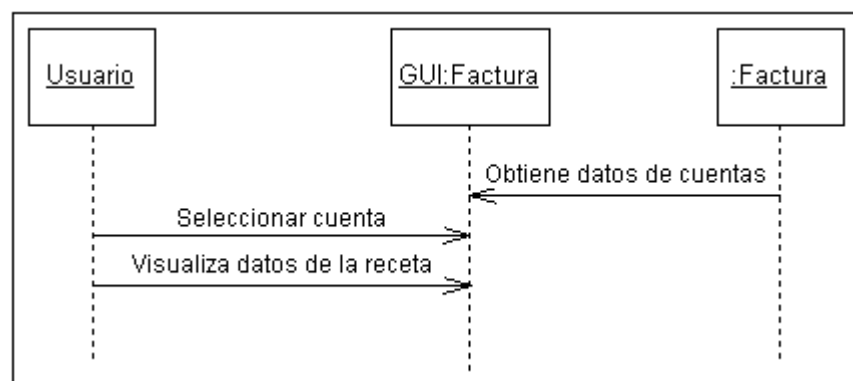 Usuario
GUI:Factura
:Factura
Obtiene datos de cuentas
Seleccionar cuenta
Visualiza datos de la receta